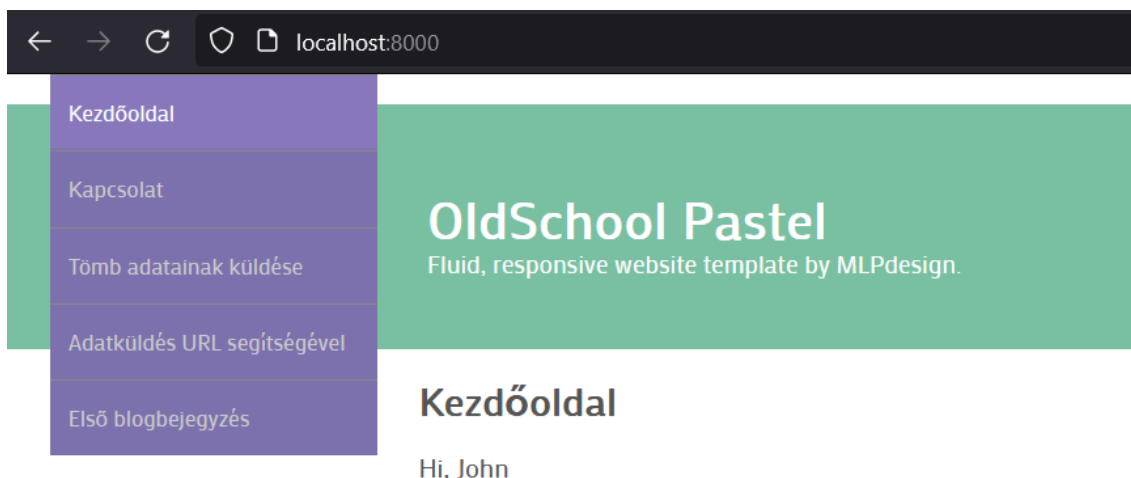 localhost:8000
Kezdőoldal
Kapcsolat
Tömb adatainak küldése
Adatküldés URL segítségével
Első blogbejegyzés
OldSchool Pastel
Fluid, responsive website template by MLPdesign.
Kezdőoldal
Hi, John